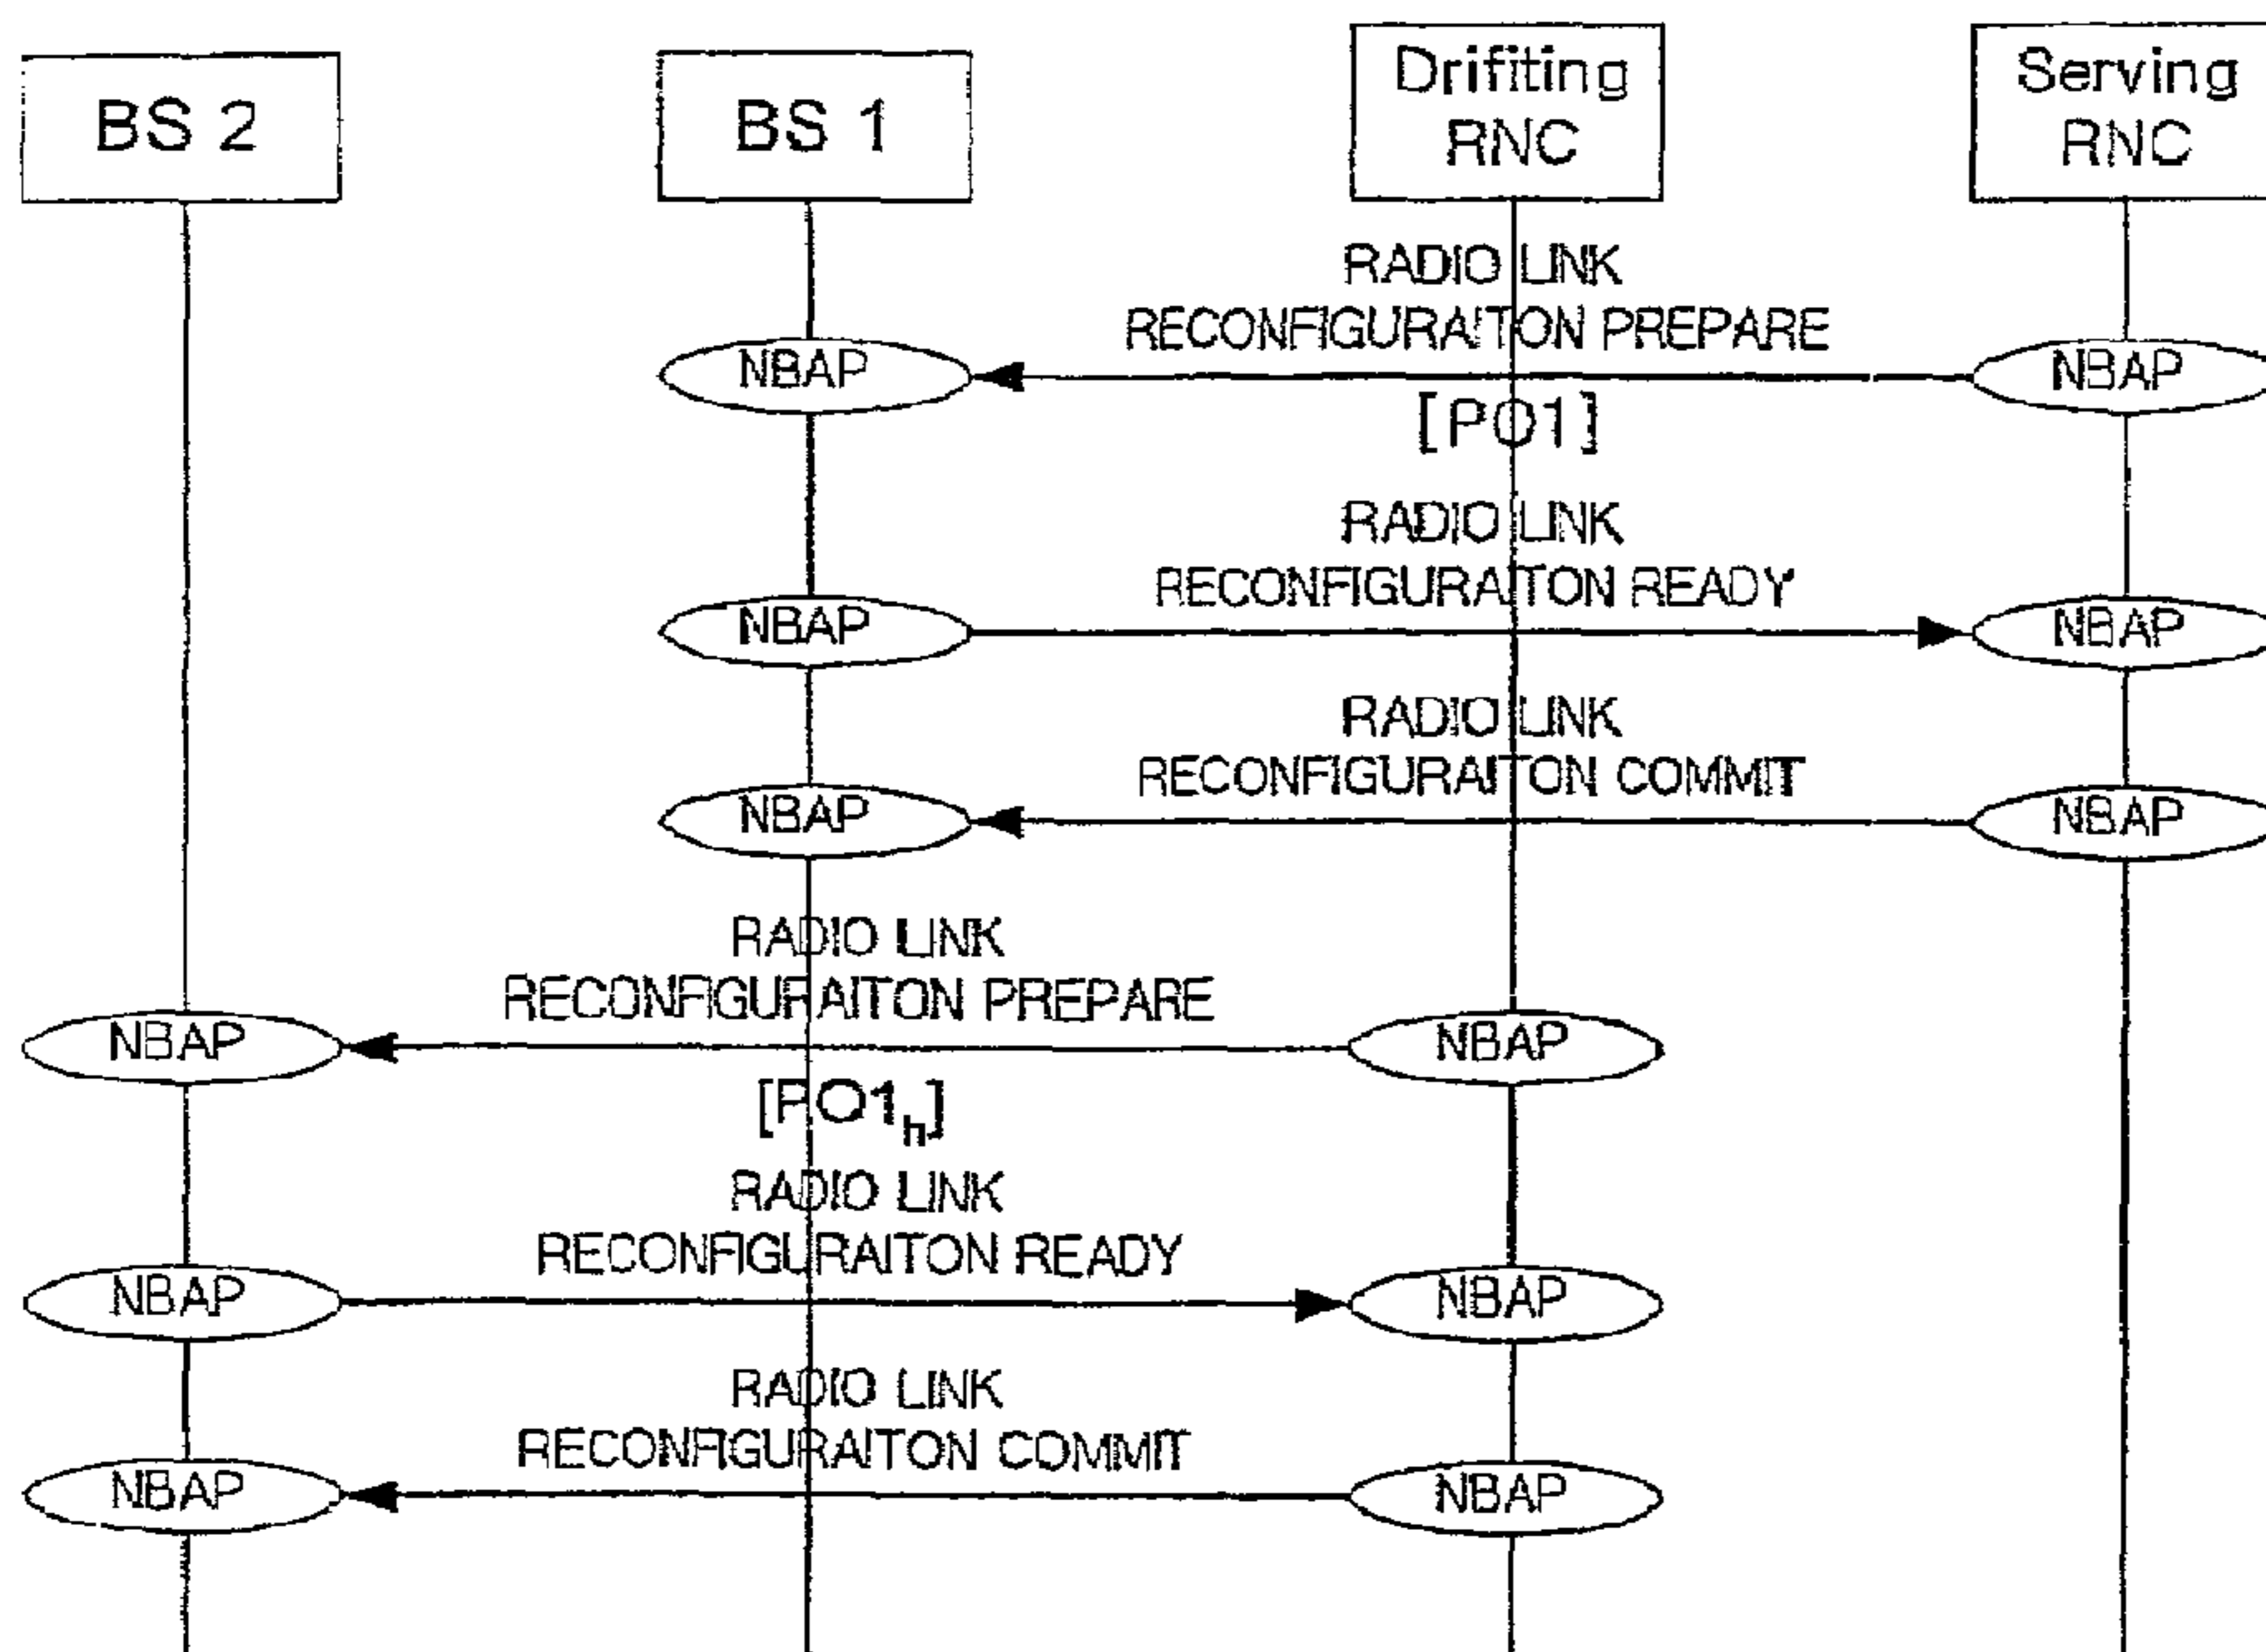 BS 2
BS 1
Drifiting
RNC
Serving
RNC
RADIO LINK
RECONFIGURAITON PREPARE
NBAP
NBAP
[PO1]
RADIO LINK
RECONFIGURAITON READY
NBAP
NBAP
RADIO LINK
RECONFIGURAITON COMMIT
NBAP
NBAP
RADIO LINK
RECONFIGURAITON PREPARE
NBAP
NBAP
[PO1h]
RADIO LINK
RECONFIGURAITON READY
NBAP
NBAP
RADIO LINK
RECONFIGURAITON COMMIT
NBAP
NBAP